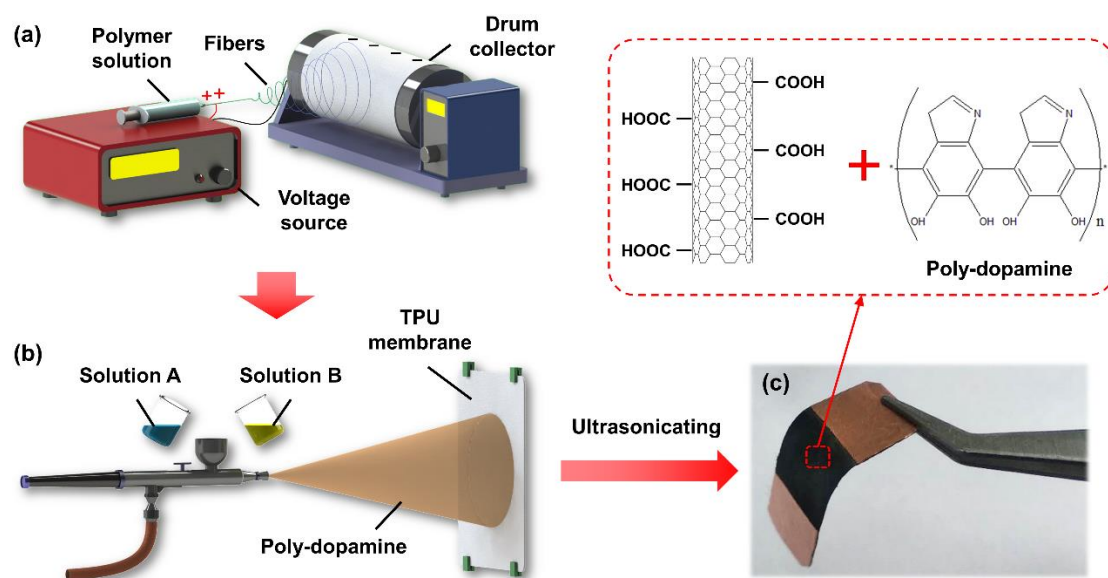 (a)
Polymer
solution
Fibers
Drum
collector
++
Voltage
source
COOH
HOOC
COOH
HOOC
COOH
HOOC
+
N
N
*
*
OH
OH
OH
OH
n
Poly-dopamine
(b)
Solution A
Solution B
TPU
membrane
Poly-dopamine
Ultrasonicating
(c)